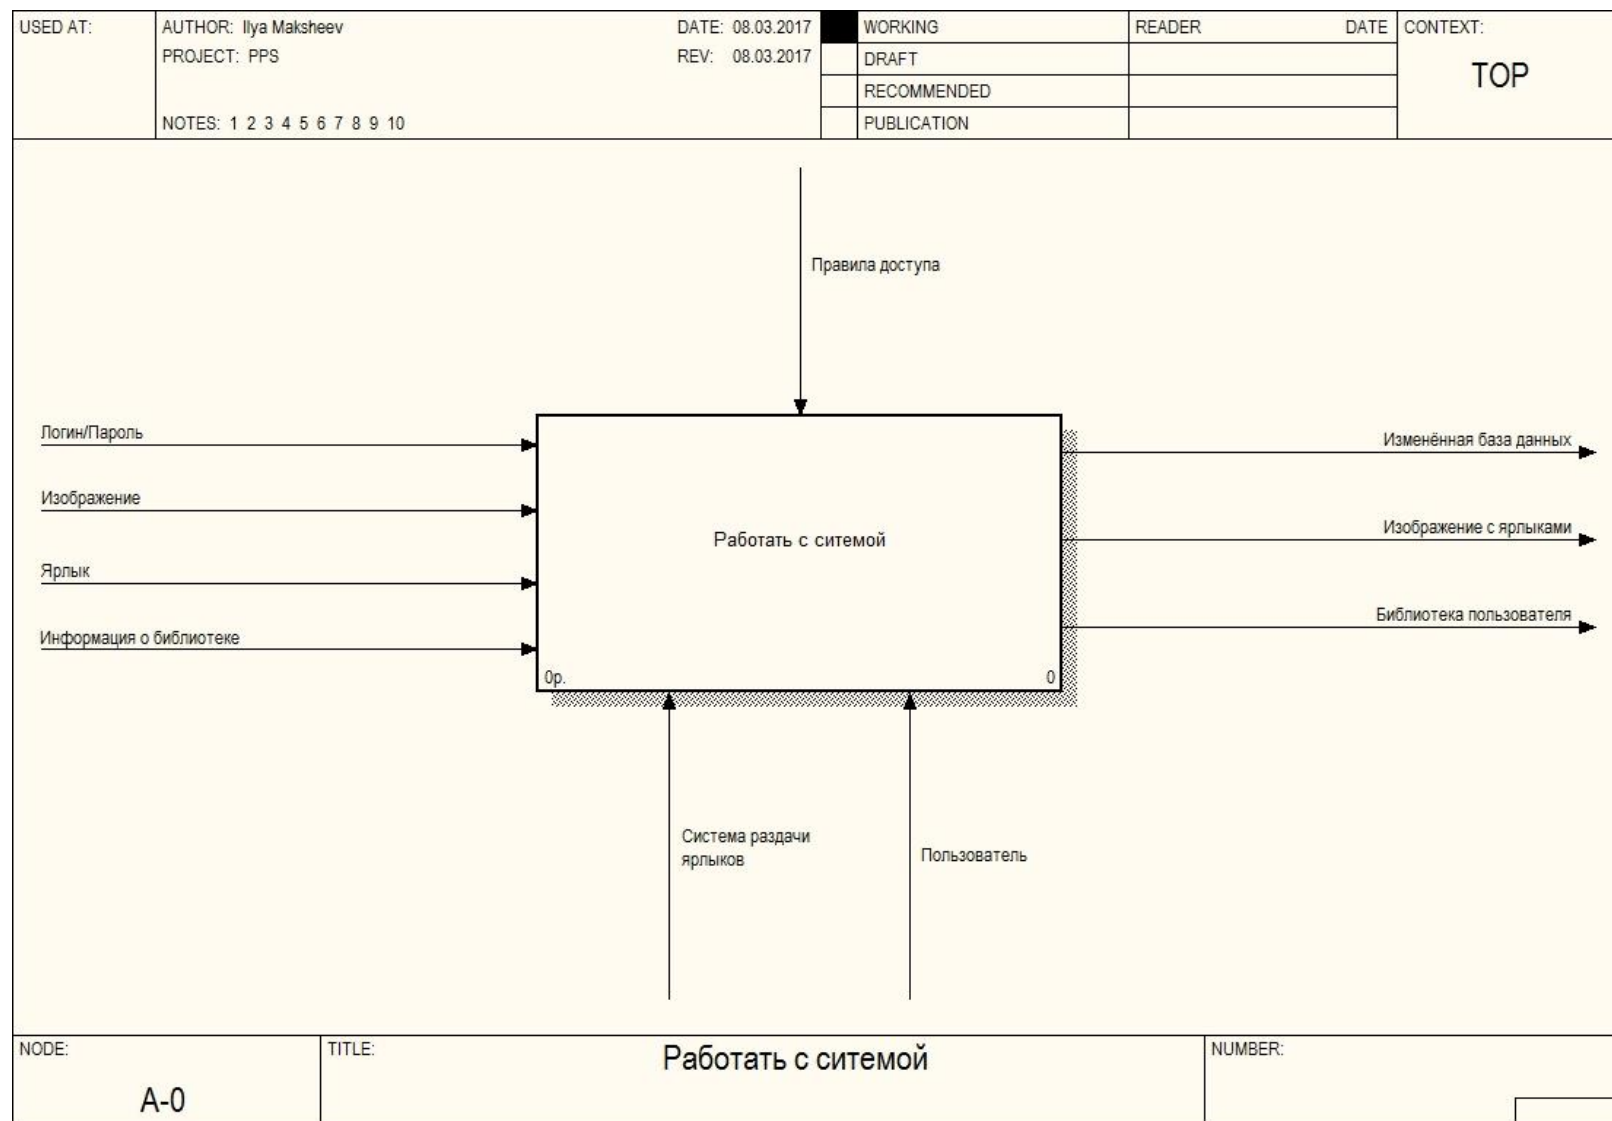 USED AT:
AUTHOR: Ilya Maksheev
DATE: 08.03.2017
WORKING
READER
DATE
CONTEXT:
PROJECT: PPS
REV: 08.03.2017
DRAFT
TOP
RECOMMENDED
NOTES: 1 2 3 4 5 6 7 8 9 10
PUBLICATION
Правила доступа
Логин/Пароль
Изменённая база данных
Изображение
Изображение с ярлыками
Работать с ситемой
Ярлык
Библиотека пользователя
Информация о библиотеке
0р.
0
Система раздачи
ярлыков
Пользователь
NODE:
TITLE:
Работать с ситемой
NUMBER:
A-0